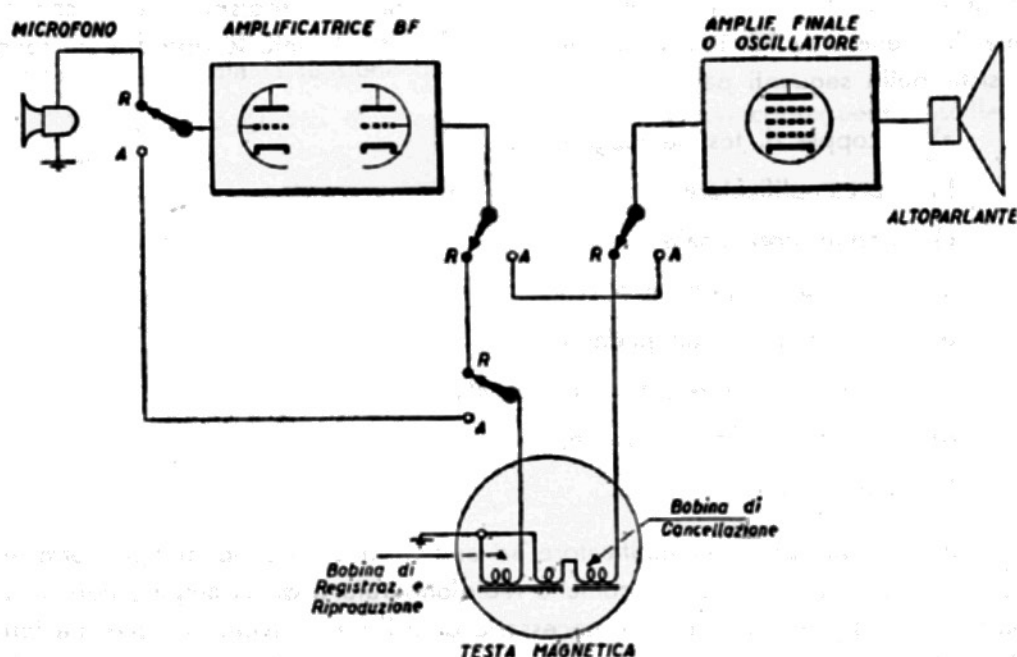 MICROFONO
AMPLIFICATRICE BF
AMPLIF. FINALE
O OSCILLATORE
R
A
R
A
R
A
ALTOPARLANTE
R
A
Bobina di
Cancellazione
Bobina di
Registraz. e
Riproduzione
TESTA MAGNETICA